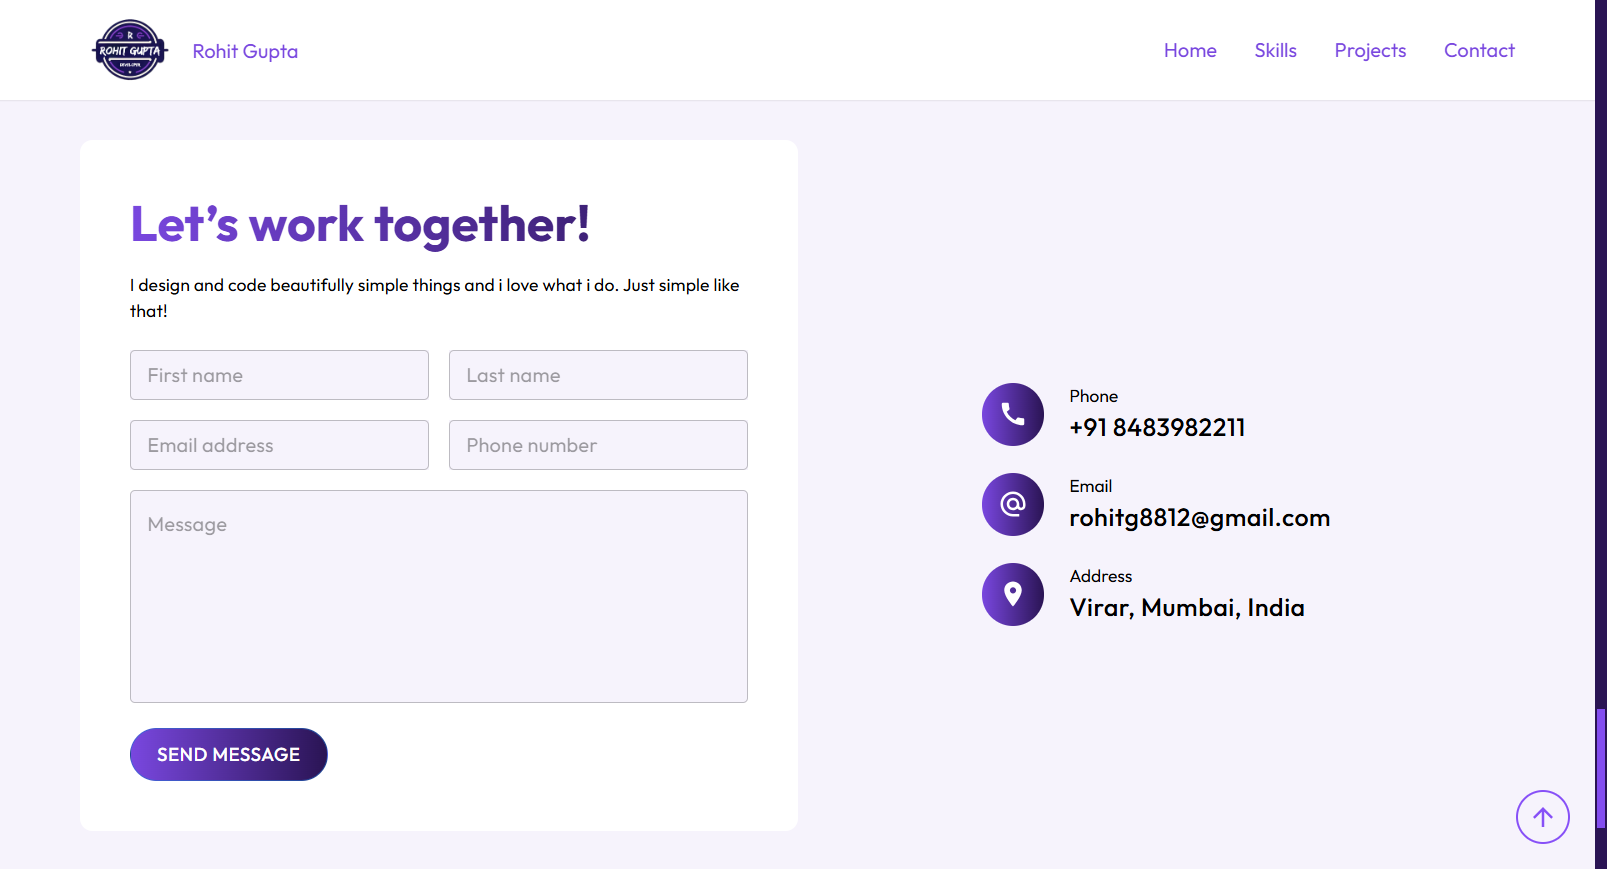 R
ROHIT GUPTA
DEVELOPER
Rohit Gupta
Home
Skills
Projects
Contact
Let’s work together!
I design and code beautifully simple things and i love what i do. Just simple like
that!
First name
Last name
Email address
Phone number
Message
SEND MESSAGE
Phone
+91 8483982211
Email
rohitg8812@gmail.com
Address
Virar, Mumbai, India